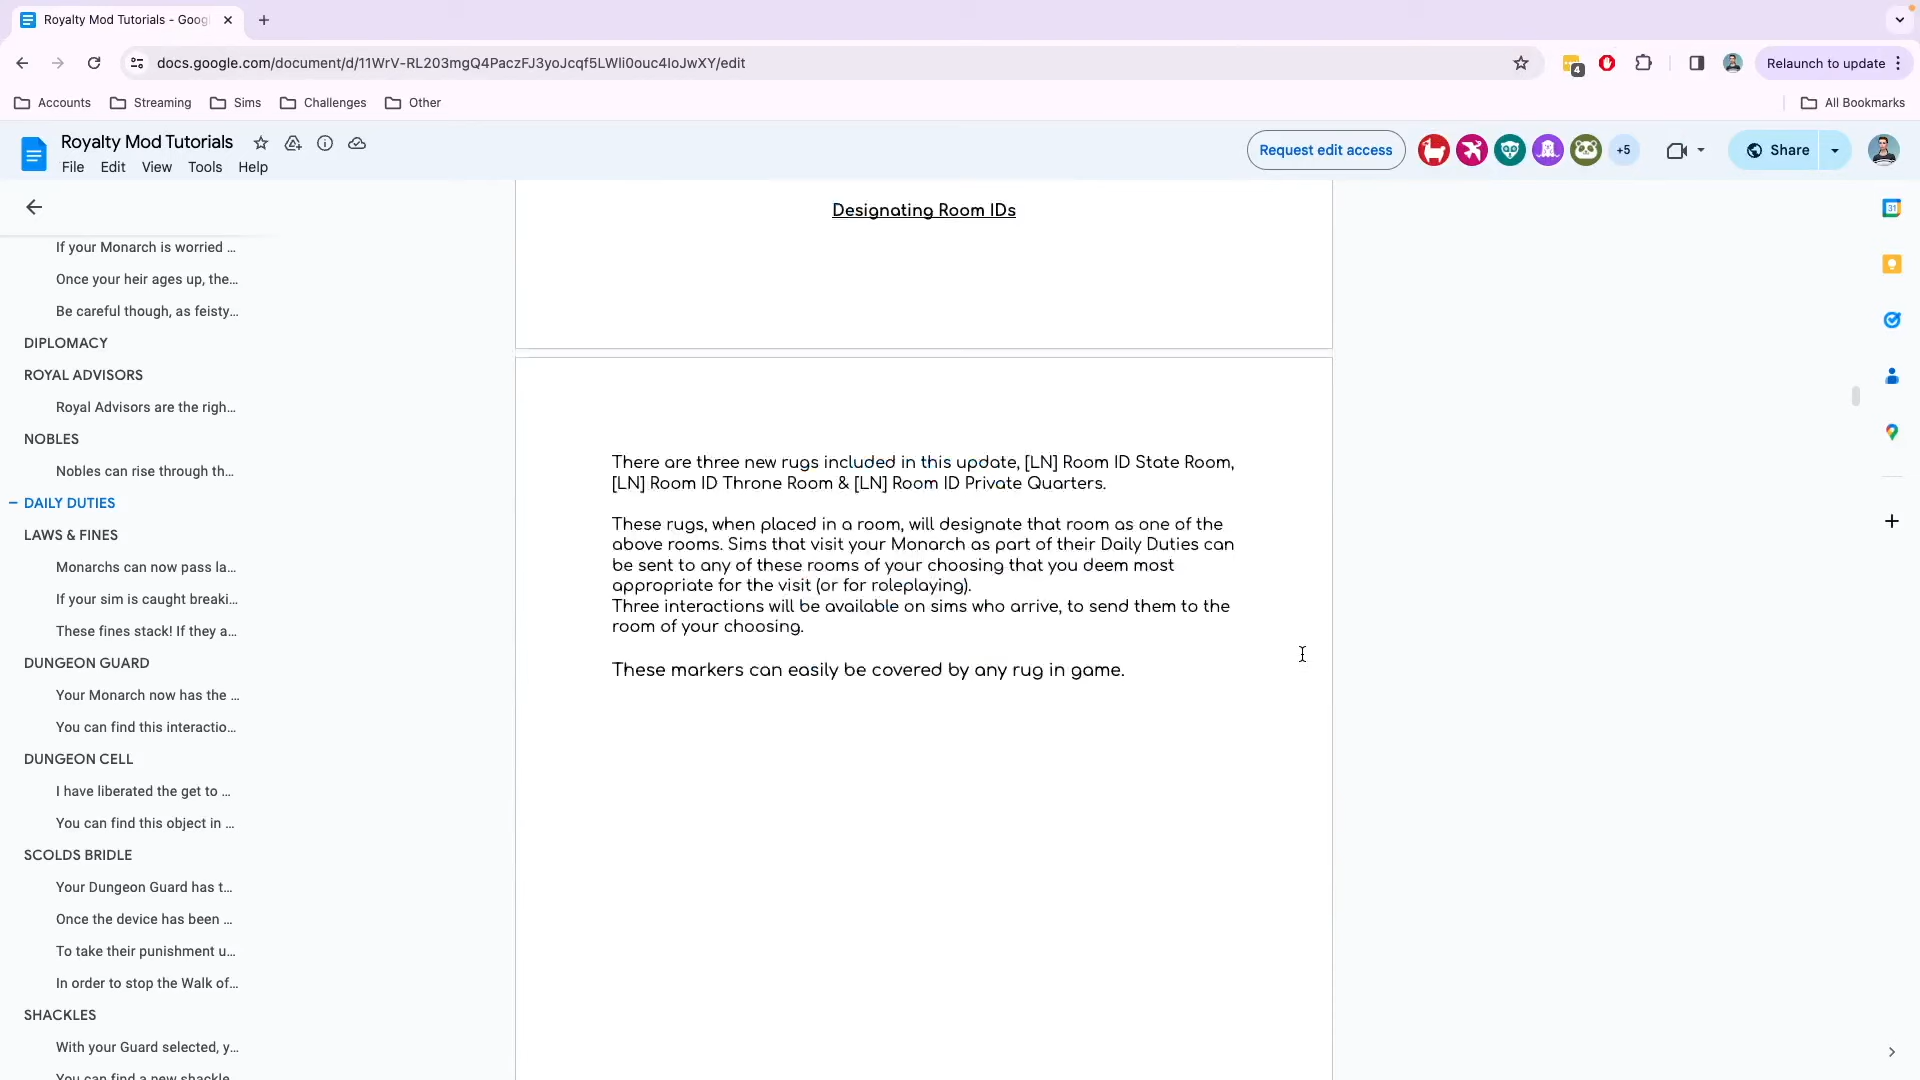 Royalty Mod Tutorials - Goog
docs.google.com/document/d/11WrV-RL203mgQ4PaczFJ3yoJcqf5LWli0ouc4IoJwXY/edit
4
Relaunch to update
Accounts
Streaming
Sims
Challenges
Other
All Bookmarks
Royalty Mod Tutorials
File Edit View Tools Help
Request edit access
+5
Share
31
If your Monarch is worried ...
Once your heir ages up, the...
Be careful though, as feisty...
DIPLOMACY
ROYAL ADVISORS
Royal Advisors are the righ...
NOBLES
Nobles can rise through th...
DAILY DUTIES
LAWS & FINES
Monarchs can now pass la...
If your sim is caught breaki...
These fines stack! If they a...
DUNGEON GUARD
Your Monarch now has the ...
You can find this interactio...
DUNGEON CELL
I have liberated the get to ...
You can find this object in ...
SCOLDS BRIDLE
Your Dungeon Guard has t...
Once the device has been ...
To take their punishment u...
In order to stop the Walk of...
SHACKLES
With your Guard selected, y...
You can find a new shackle
Designating Room IDs
There are three new rugs included in this update, [LN] Room ID State Room,
[LN] Room ID Throne Room & [LN] Room ID Private Quarters.
These rugs, when placed in a room, will designate that room as one of the
above rooms. Sims that visit your Monarch as part of their Daily Duties can
be sent to any of these rooms of your choosing that you deem most
appropriate for the visit (or for roleplaying).
Three interactions will be available on sims who arrive, to send them to the
room of your choosing.
These markers can easily be covered by any rug in game.